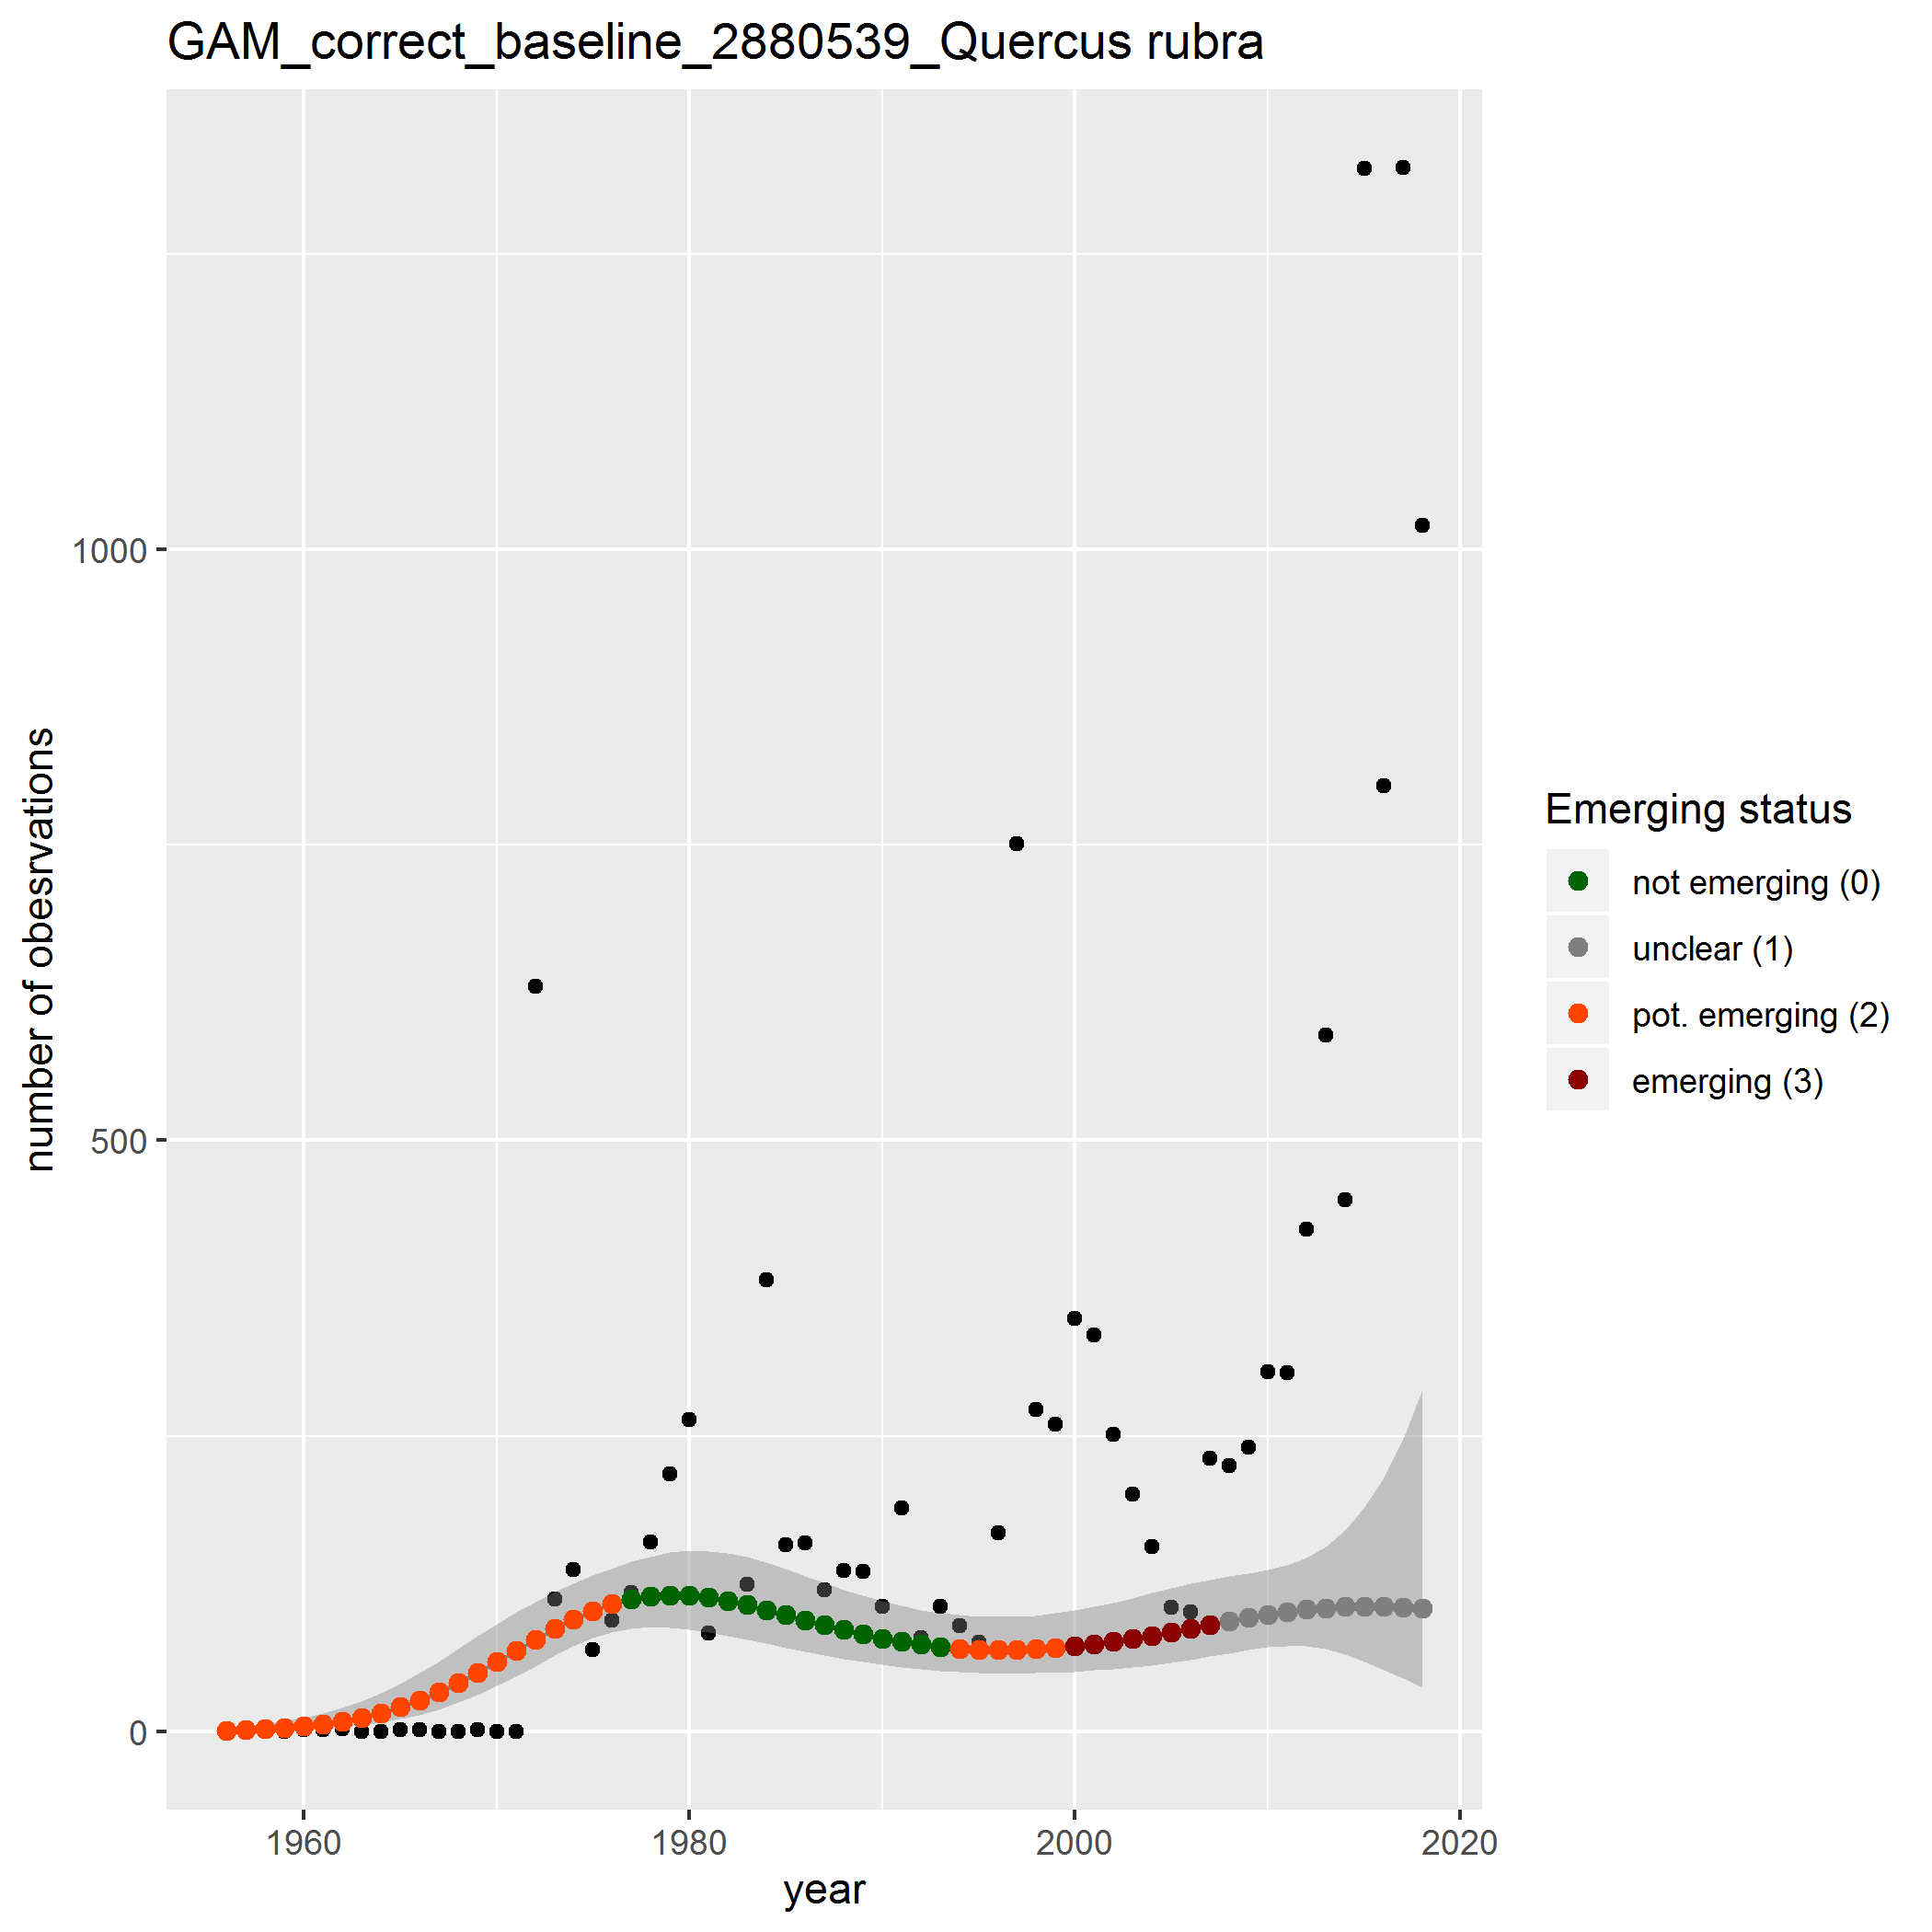 GAM_correct_baseline_2880539_Quercus rubra
number of obesrvations
1000
500
0
1960
1980
2000
2020
year
Emerging status
not emerging (0)
unclear (1)
pot. emerging (2)
emerging (3)